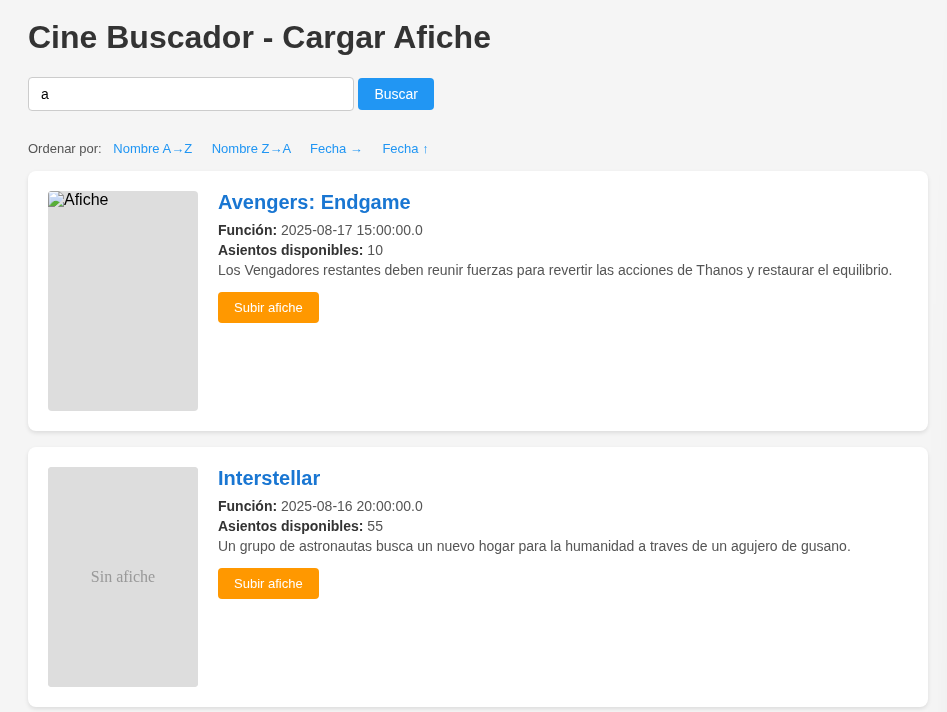 Cine Buscador - Cargar Afiche
a
Buscar
Ordenar por: Nombre A→Z Nombre Z→A Fecha → Fecha ↑
Afiche
Avengers: Endgame
Función: 2025-08-17 15:00:00.0
Asientos disponibles: 10
Los Vengadores restantes deben reunir fuerzas para revertir las acciones de Thanos y restaurar el equilibrio.
Subir afiche
Sin afiche
Interstellar
Función: 2025-08-16 20:00:00.0
Asientos disponibles: 55
Un grupo de astronautas busca un nuevo hogar para la humanidad a traves de un agujero de gusano.
Subir afiche